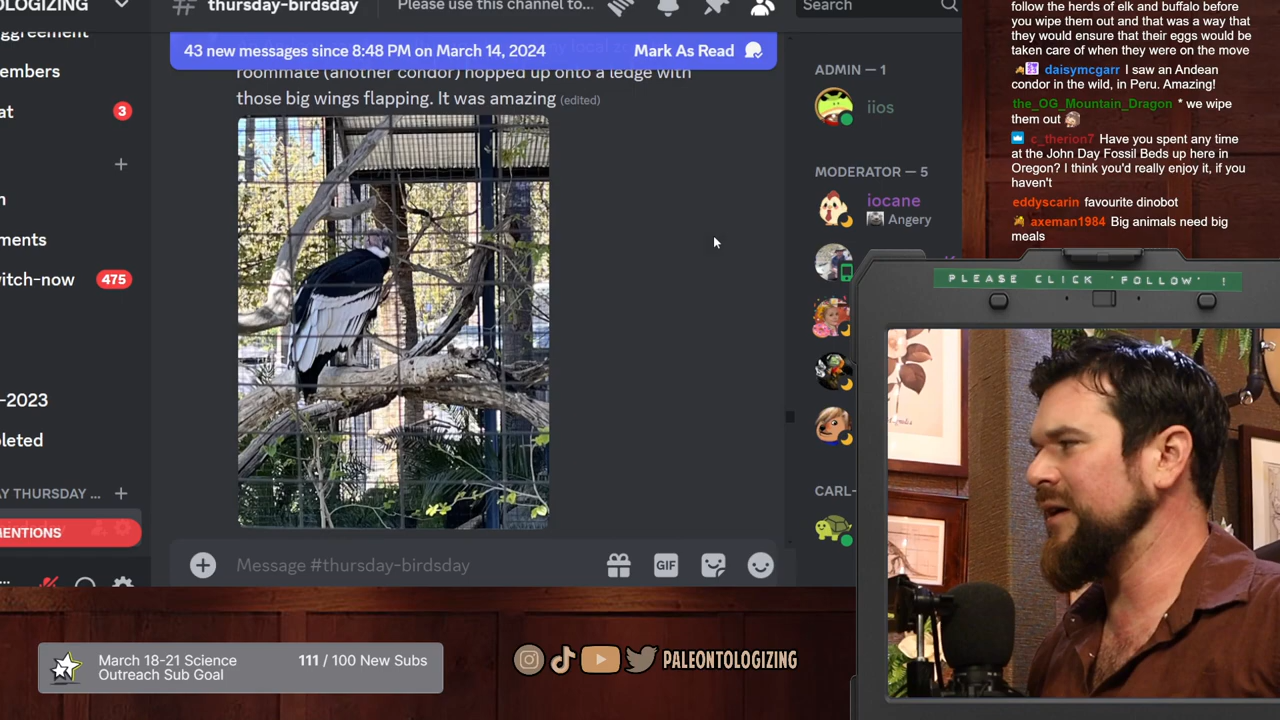 OLOGIZING
thursday-birdsday
Please use this channel to...
Search
43 new messages since 8:48 PM on March 14, 2024
Mark As Read
roommate (another condor) hopped up onto a ledge with
those big wings flapping. It was amazing (edited)
aggreement
embers
at
3
n
ments
witch-now
475
-2023
leted
AY THURSDAY ...
MENTIONS
Message #thursday-birdsday
GIF
ADMIN — 1
iios
MODERATOR — 5
iocane
Angery
CARL-
follow the herds of elk and buffalo before
you wipe them out and that was a way that
they would ensure that their eggs would be
taken care of when they were on the move
daisymcgarr I saw an Andean
condor in the wild, in Peru. Amazing!
the_OG_Mountain_Dragon * we wipe
them out
c_therion7 Have you spent any time
at the John Day Fossil Beds up here in
Oregon? I think you'd really enjoy it, if you
haven't
eddyscarin favourite dinobot
axeman1984 Big animals need big
meals
PLEASE CLICK 'FOLLOW' !
March 18-21 Science
Outreach Sub Goal
111 / 100 New Subs
PALEONTOLOGIZING